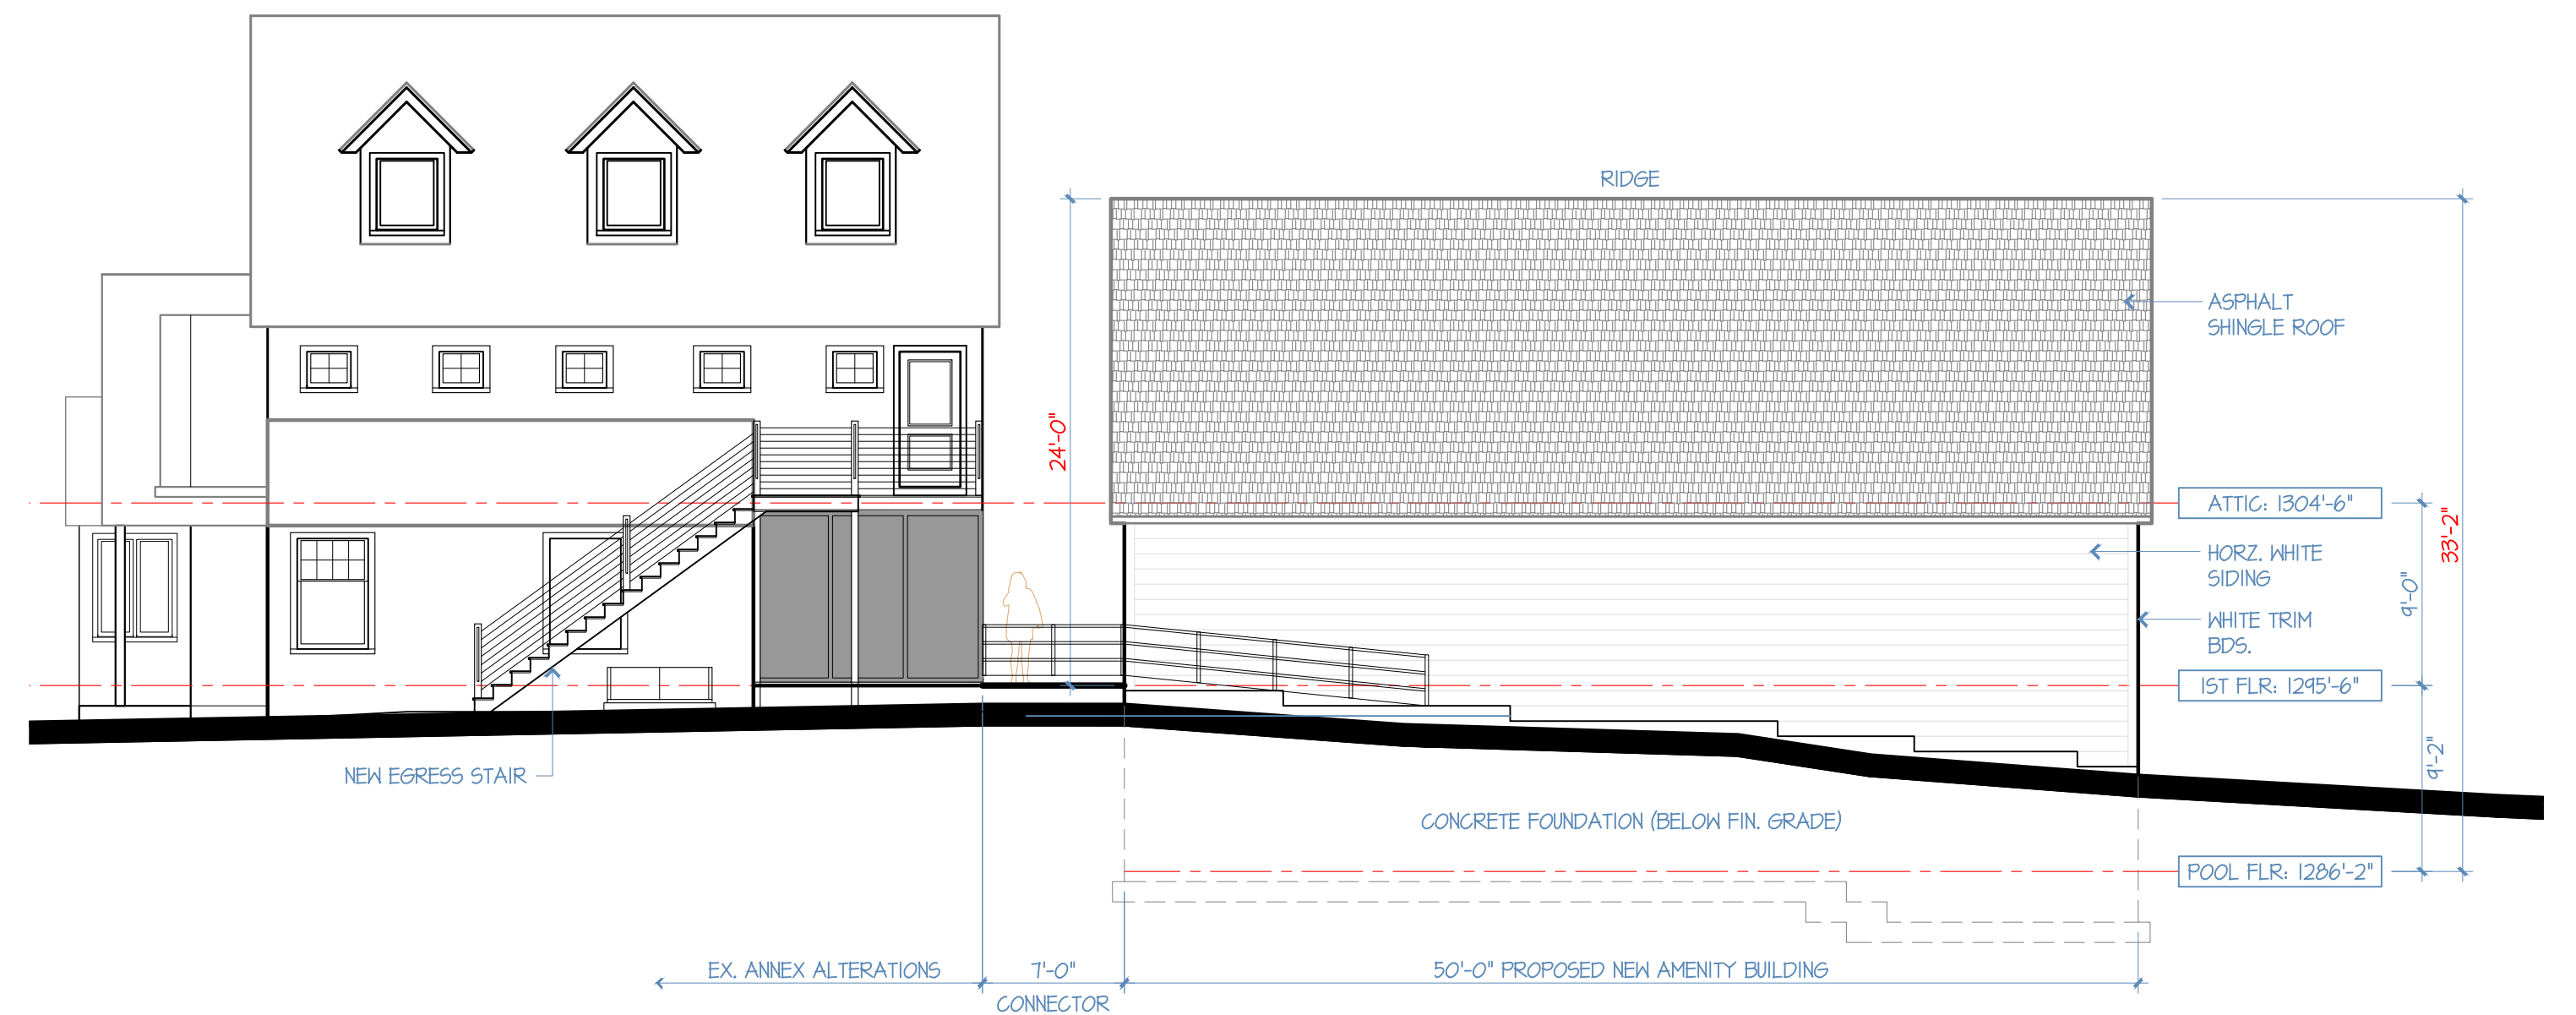 RIDGE
ASPHALT
SHINGLE ROOF
24'-0"
ATTIC: 1304'-6"
33'-2"
HORZ. WHITE
SIDING
9'-0"
WHITE TRIM
BDS.
1ST FLR: 1295'-6"
9'-2"
NEW EGRESS STAIR
CONCRETE FOUNDATION (BELOW FIN. GRADE)
POOL FLR: 1286'-2"
EX. ANNEX ALTERATIONS
7'-0"
50'-0" PROPOSED NEW AMENITY BUILDING
CONNECTOR